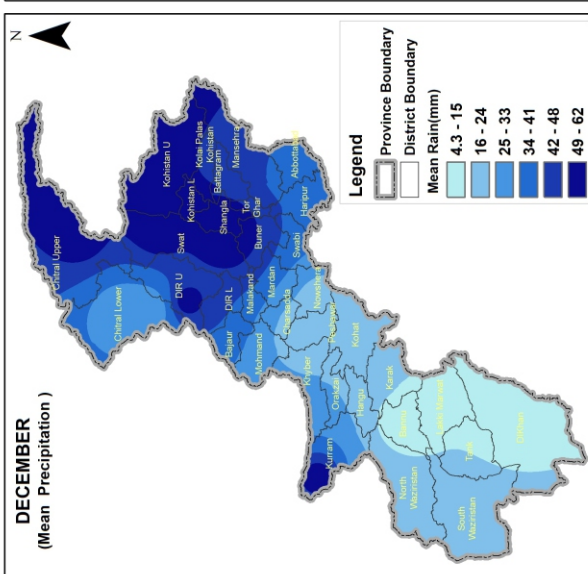 DECEMBER
(Mean Precipitation )
N
Chitral Upper
Chitral Lower
Kohistan U
Swat
Kohistan L
Kolai Palas
Kohistan
DIR U
Shangla
Battagram
Mansehra
DIR L
Tor
Ghar
Bajaur
Malakand
Buner
Abbottabad
Mohmand
Mardan
Swabi
Haripur
Charsadda
Nowshera
Khyber
Peshawar
Kurram
Orakzai
Kohat
Hangu
Karak
North
Waziristan
Bannu
Lakki Marwat
South
Waziristan
Tank
DIKhan
Legend
Province Boundary
District Boundary
Mean Rain(mm)
4.3 - 15
16 - 24
25 - 33
34 - 41
42 - 48
49 - 62